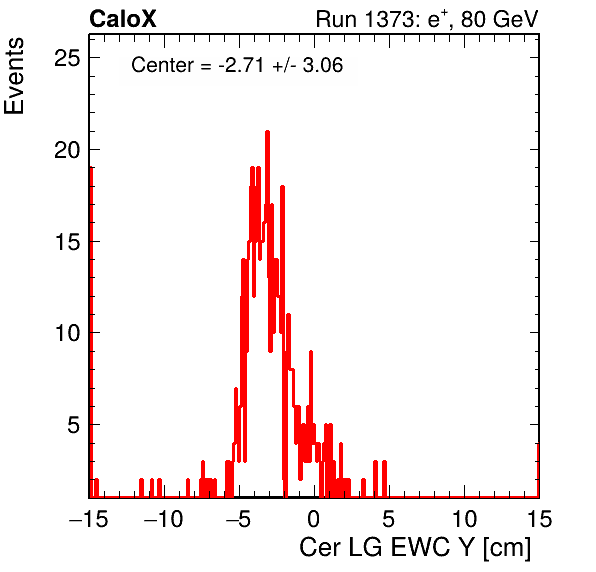 CaloX Run 1373: e⁺, 80 GeV
Center = -2.71 +/- 3.06
Events
25
20
15
10
5
−15 −10 −5 0 5 10 15
Cer LG EWC Y [cm]